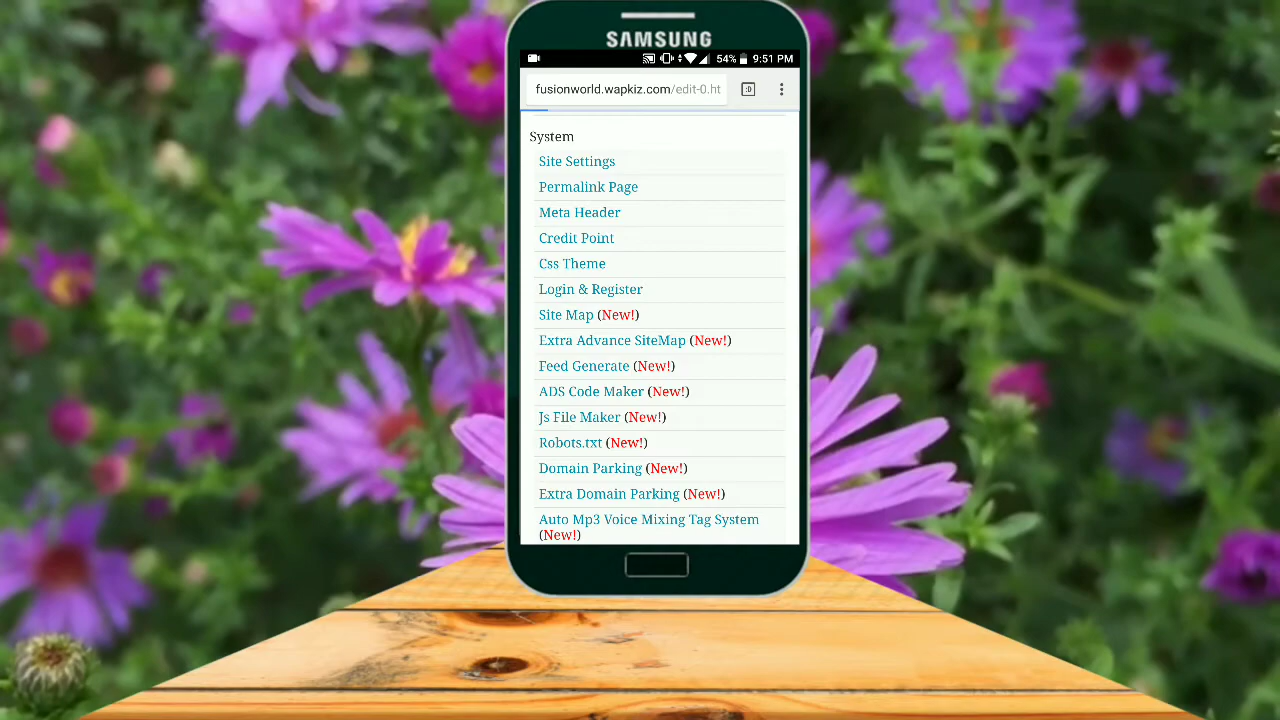 SAMSUNG
54% 9:51 PM
fusionworld.wapkiz.com/edit-0.ht
:D
System
Site Settings
Permalink Page
Meta Header
Credit Point
Css Theme
Login & Register
Site Map (New!)
Extra Advance SiteMap (New!)
Feed Generate (New!)
ADS Code Maker (New!)
Js File Maker (New!)
Robots.txt (New!)
Domain Parking (New!)
Extra Domain Parking (New!)
Auto Mp3 Voice Mixing Tag System
(New!)